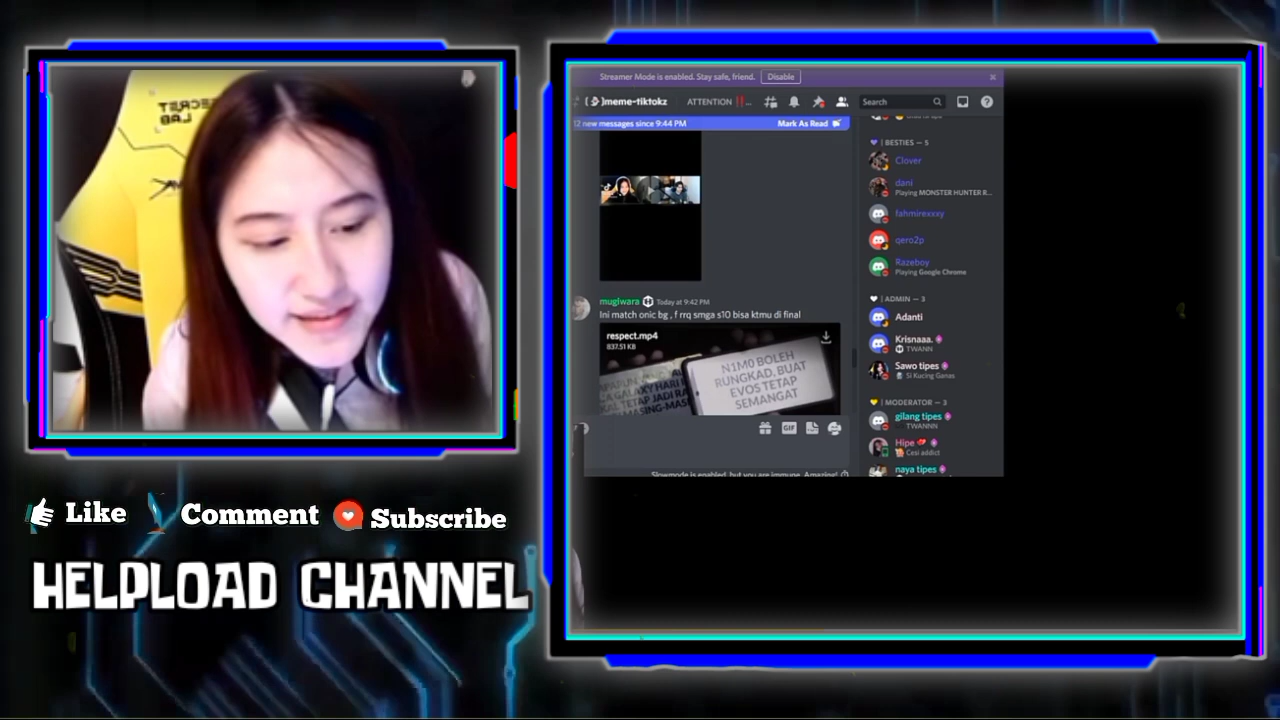 SECRET
LAB
Like
Comment
Subscribe
HELPLOAD CHANNEL
Streamer Mode is enabled. Stay safe, friend.
Disable
meme-tiktokz
ATTENTION ‼️...
Search
12 new messages since 9:44 PM
Mark As Read
muglwara Today at 9:42 PM
Ini match onic bg , f rrq smga s10 bisa ktmu di final
respect.mp4
837.51 KB
N1M0 BOLEH
RUNGKAD. BUAT
EVOS TETAP
SEMANGAT
GIF
Slowmode is enabled, but you are immune. Amazing!
| BESTIES — 5
Clover
dani
Playing MONSTER HUNTER R...
fahmirexxxy
qero2p
Razeboy
Playing Google Chrome
| ADMIN — 3
Adanti
Krisnaaa.
TWANN
Sawo tipes
Si Kucing Ganas
| MODERATOR — 3
gilang tipes
TWANNN
Hipe
Cesi addict
naya tipes